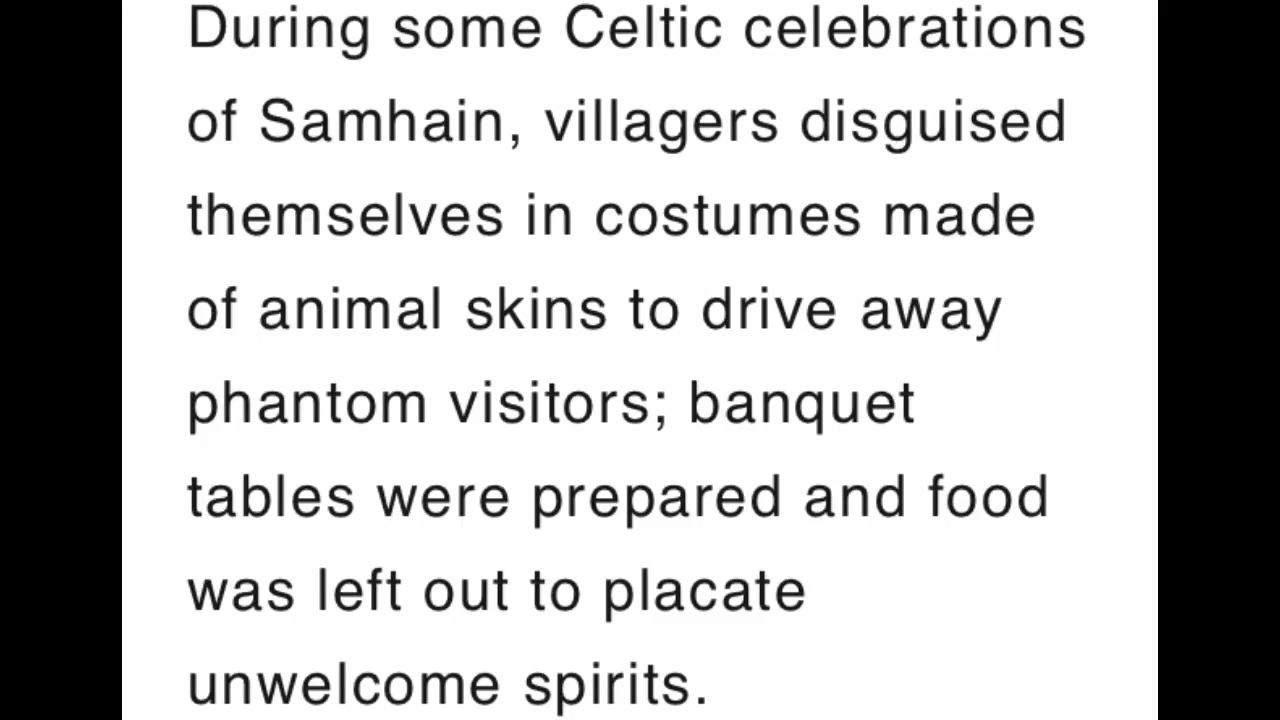 During some Celtic celebrations
of Samhain, villagers disguised
themselves in costumes made
of animal skins to drive away
phantom visitors; banquet
tables were prepared and food
was left out to placate
unwelcome spirits.